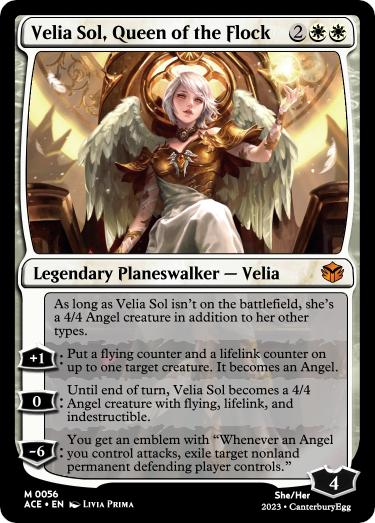 Velia Sol, Queen of the Flock 2
Legendary Planeswalker — Velia
As long as Velia Sol isn't on the battlefield, she's
a 4/4 Angel creature in addition to her other
types.
+1: Put a flying counter and a lifelink counter on
up to one target creature. It becomes an Angel.
0: Until end of turn, Velia Sol becomes a 4/4
Angel creature with flying, lifelink, and
indestructible.
-6: You get an emblem with “Whenever an Angel
you control attacks, exile target nonland
permanent defending player controls.”
4
M 0056
ACE • EN Livia Prima
She/Her
2023 • CanterburyEgg